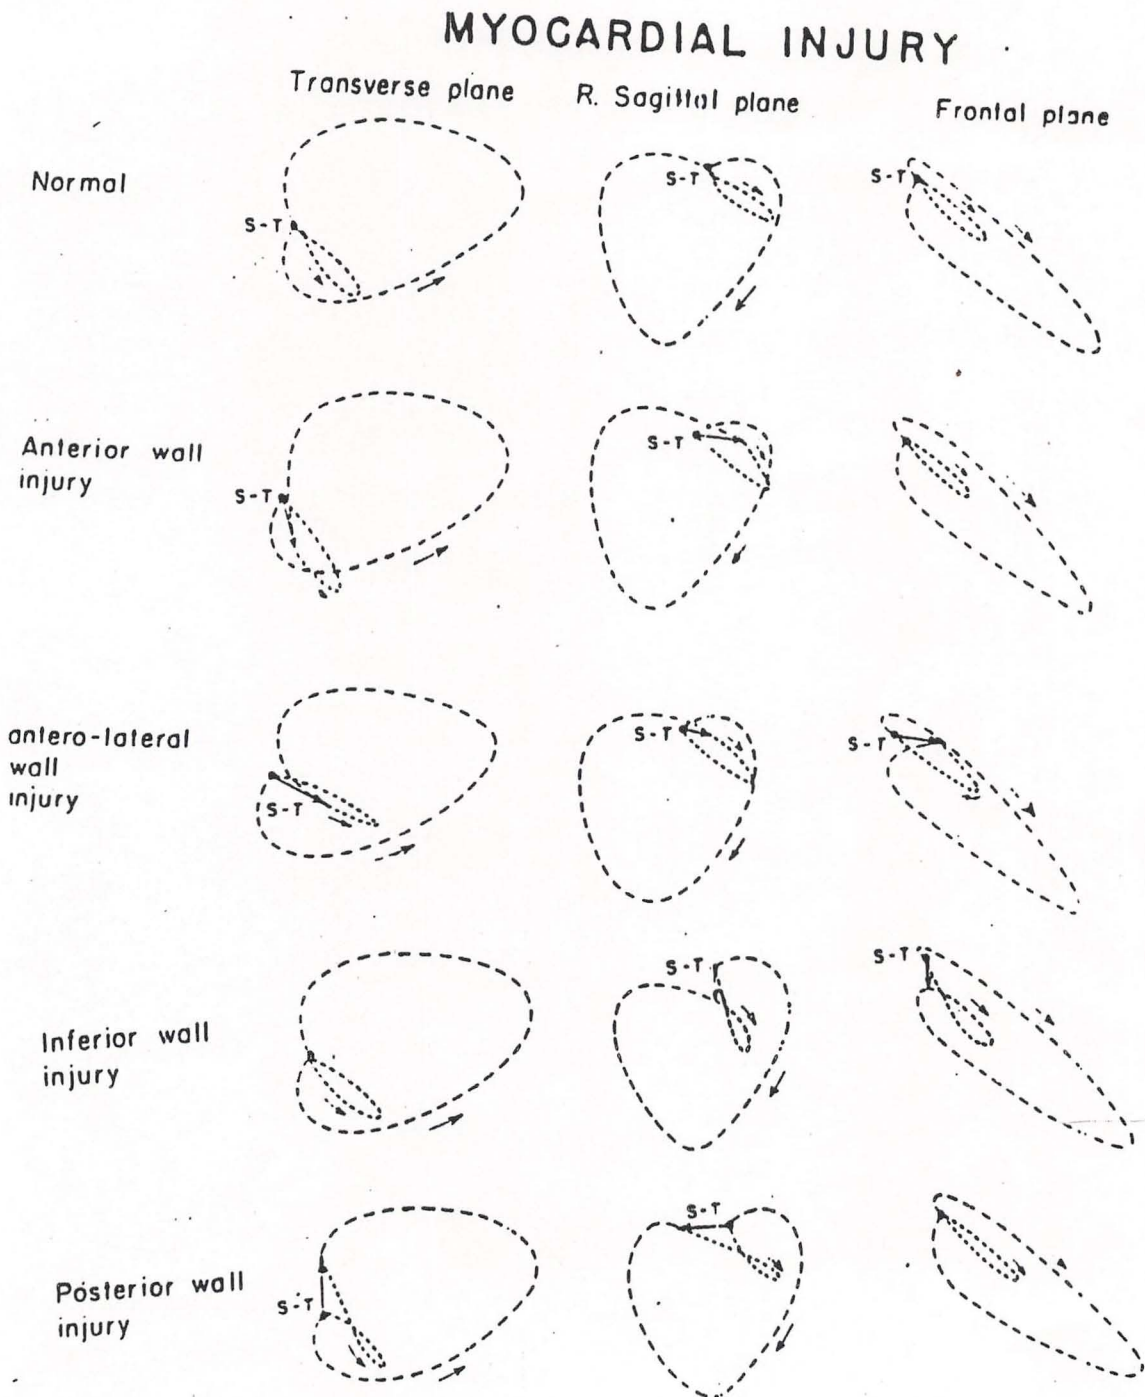 MYOCARDIAL INJURY
Transverse plane
R. Sagittal plane
Frontal plane
Normal
S-T
S-T
S-T
Anterior wall
injury
S-T
S-T
antero-lateral
wall
injury
S-T
S-T
S-T
Inferior wall
injury
S-T
S-T
Posterior wall
injury
S-T
S-T